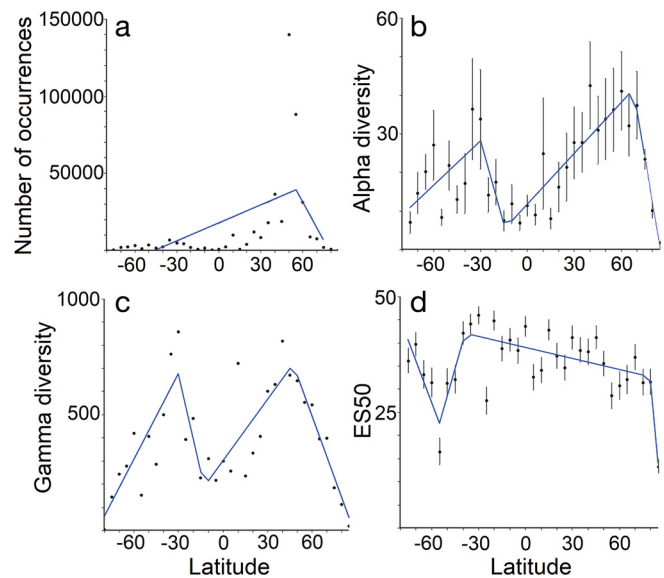 a
150000
100000
50000
Number of occurrences
-60 -30 0 30 60
b
60
30
Alpha diversity
-60 -30 0 30 60
c
1000
500
Gamma diversity
-60 -30 0 30 60
Latitude
d
50
25
ES50
-60 -30 0 30 60
Latitude